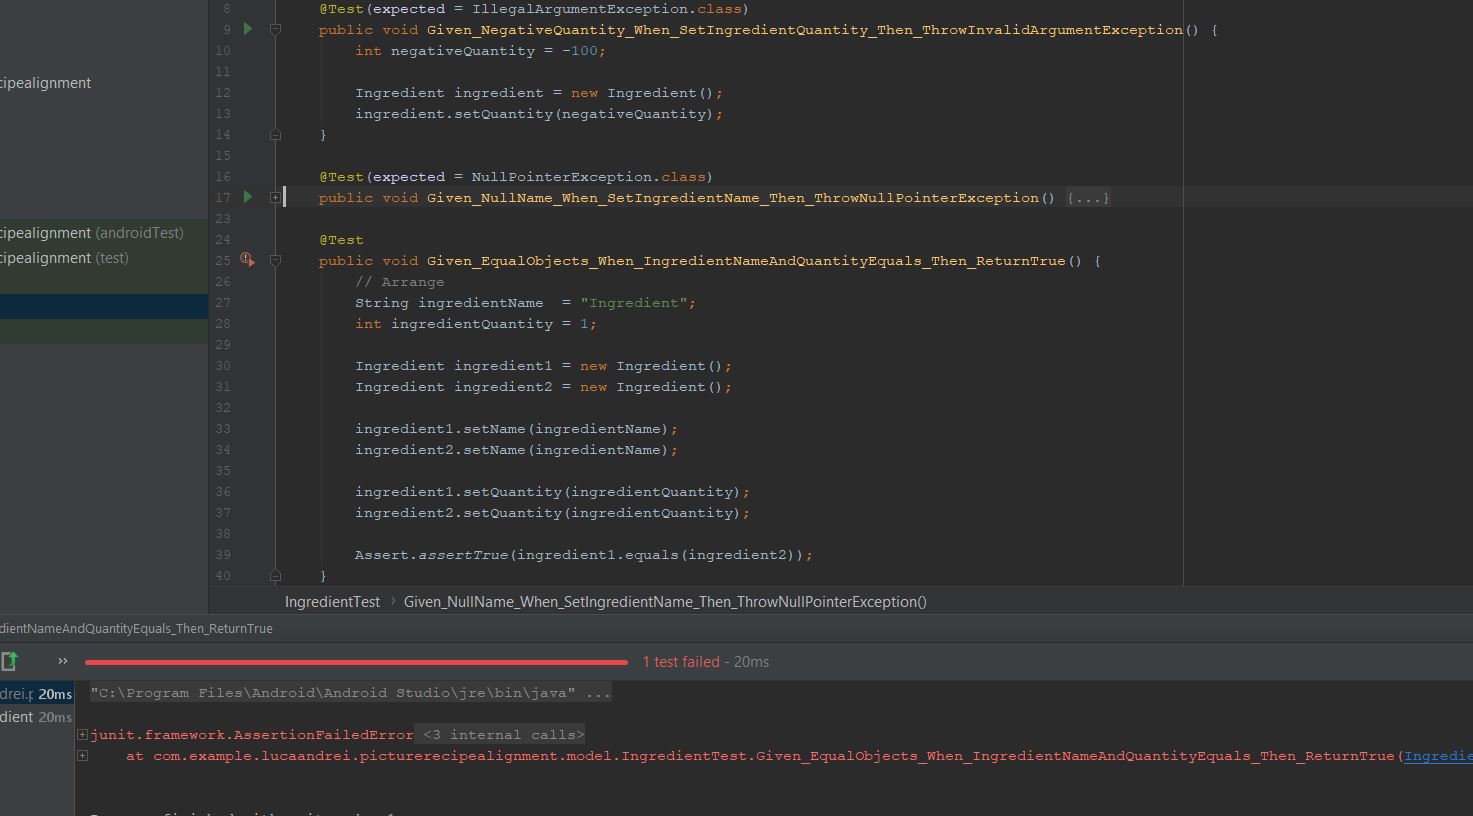 8 @Test(expected = IllegalArgumentException.class)
9 public void Given_NegativeQuantity_When_SetIngredientQuantity_Then_ThrowInvalidArgumentException() {
10 int negativeQuantity = -100;
cipealignment
11
12 Ingredient ingredient = new Ingredient();
13 ingredient.setQuantity(negativeQuantity);
14 }
15
16 @Test(expected = NullPointerException.class)
17 public void Given_NullName_When_SetIngredientName_Then_ThrowNullPointerException() {...}
23
cipealignment (androidTest)
24 @Test
cipealignment (test)
25 public void Given_EqualObjects_When_IngredientNameAndQuantityEquals_Then_ReturnTrue() {
26 // Arrange
27 String ingredientName  = "Ingredient";
28 int ingredientQuantity = 1;
29
30 Ingredient ingredient1 = new Ingredient();
31 Ingredient ingredient2 = new Ingredient();
32
33 ingredient1.setName(ingredientName);
34 ingredient2.setName(ingredientName);
35
36 ingredient1.setQuantity(ingredientQuantity);
37 ingredient2.setQuantity(ingredientQuantity);
38
39 Assert.assertTrue(ingredient1.equals(ingredient2));
40 }
IngredientTest › Given_NullName_When_SetIngredientName_Then_ThrowNullPointerException()
dientNameAndQuantityEquals_Then_ReturnTrue
» 1 test failed - 20ms
drei.p 20ms
"C:\Program Files\Android\Android Studio\jre\bin\java" ...
dient 20ms
junit.framework.AssertionFailedError <3 internal calls>
at com.example.lucaandrei.picturerecipealignment.model.IngredientTest.Given_EqualObjects_When_IngredientNameAndQuantityEquals_Then_ReturnTrue(Ingredie